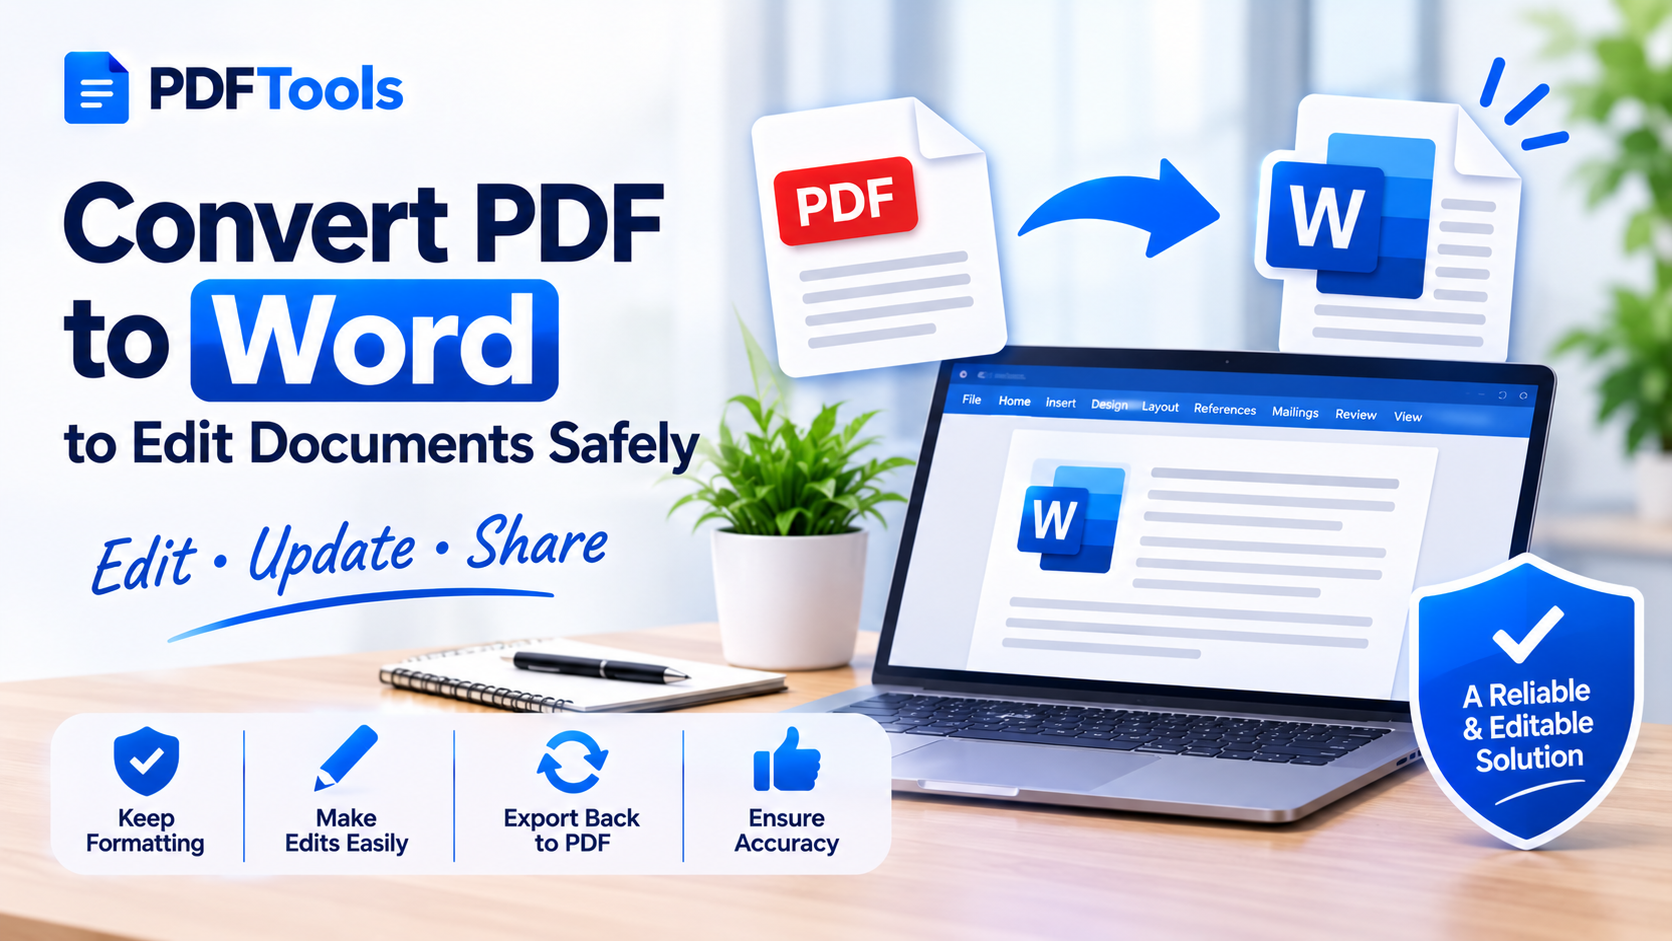 PDFTools
Convert PDF
to Word
to Edit Documents Safely
Edit • Update • Share
PDF
W
File Home Insert Design Layout References Mailings Review View
W
A Reliable
& Editable
Solution
Keep
Formatting
Make
Edits Easily
Export Back
to PDF
Ensure
Accuracy